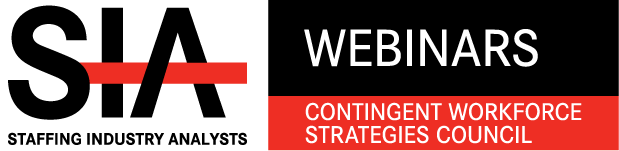 SIA
STAFFING INDUSTRY ANALYSTS
WEBINARS
CONTINGENT WORKFORCE
STRATEGIES COUNCIL